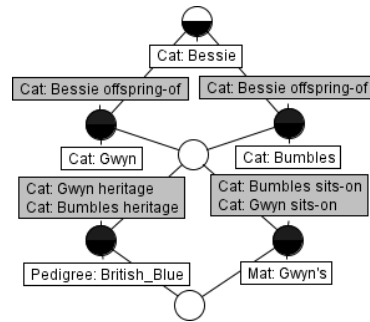 Cat: Bessie
Cat: Bessie offspring-of
Cat: Bessie offspring-of
Cat: Gwyn
Cat: Bumbles
Cat: Gwyn heritage
Cat: Bumbles heritage
Cat: Bumbles sits-on
Cat: Gwyn sits-on
Pedigree: British_Blue
Mat: Gwyn's